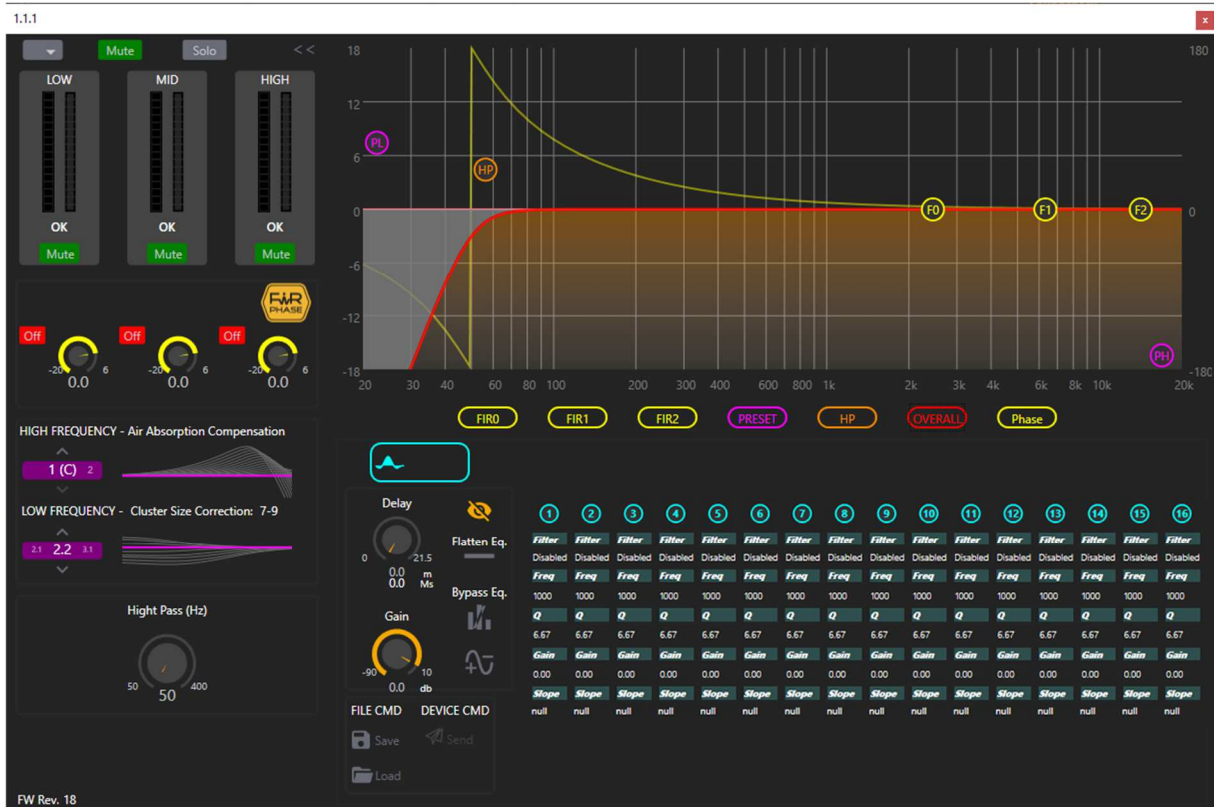 1.1.1
x
Mute Solo <<
LOW MID HIGH
OK OK OK
Mute Mute Mute
FiR
PHASE
Off Off Off
-20 6 -20 6 -20 6
0.0 0.0 0.0
HIGH FREQUENCY - Air Absorption Compensation
1 (C) 2
LOW FREQUENCY - Cluster Size Correction: 7-9
2.1 2.2 3.1
Hight Pass (Hz)
50 400
50
FW Rev. 18
18 180
12
PL
6
HP
0 F0 F1 F2 0
-6
-12
PH
-18 -180
20 30 40 60 80 100 200 300 400 600 800 1k 2k 3k 4k 6k 8k 10k 20k
FIR0 FIR1 FIR2 PRESET HP OVERALL Phase
Delay
0 21.5
0.0 m
0.0 Ms
Gain
-90 10
0.0 db
Flatten Eq.
Bypass Eq.
FILE CMD DEVICE CMD
Save Send
Load
1 2 3 4 5 6 7 8 9 10 11 12 13 14 15 16
Filter Filter Filter Filter Filter Filter Filter Filter Filter Filter Filter Filter Filter Filter Filter Filter
Disabled Disabled Disabled Disabled Disabled Disabled Disabled Disabled Disabled Disabled Disabled Disabled Disabled Disabled Disabled Disabled
Freq Freq Freq Freq Freq Freq Freq Freq Freq Freq Freq Freq Freq Freq Freq Freq
1000 1000 1000 1000 1000 1000 1000 1000 1000 1000 1000 1000 1000 1000 1000 1000
Q Q Q Q Q Q Q Q Q Q Q Q Q Q Q Q
6.67 6.67 6.67 6.67 6.67 6.67 6.67 6.67 6.67 6.67 6.67 6.67 6.67 6.67 6.67 6.67
Gain Gain Gain Gain Gain Gain Gain Gain Gain Gain Gain Gain Gain Gain Gain Gain
0.00 0.00 0.00 0.00 0.00 0.00 0.00 0.00 0.00 0.00 0.00 0.00 0.00 0.00 0.00 0.00
Slope Slope Slope Slope Slope Slope Slope Slope Slope Slope Slope Slope Slope Slope Slope Slope
null null null null null null null null null null null null null null null null